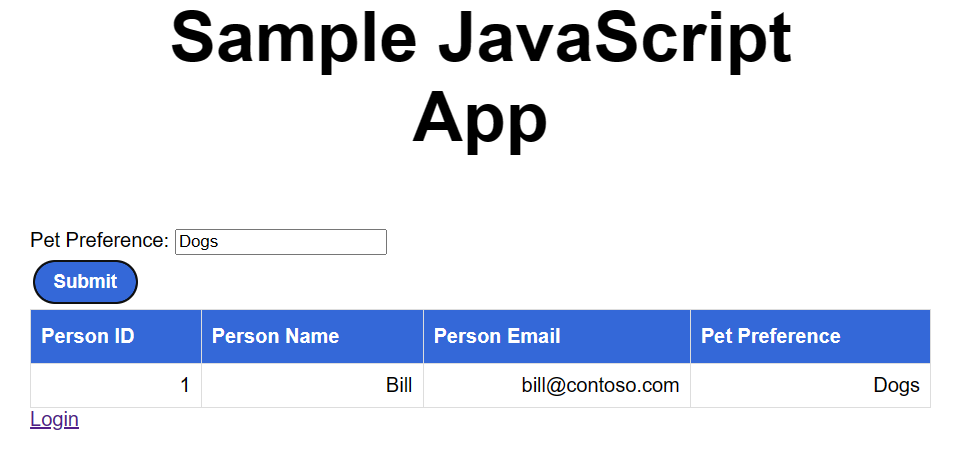 Sample JavaScript
App
Pet Preference: Dogs
Submit
Person ID Person Name Person Email Pet Preference
1 Bill bill@contoso.com Dogs
Login